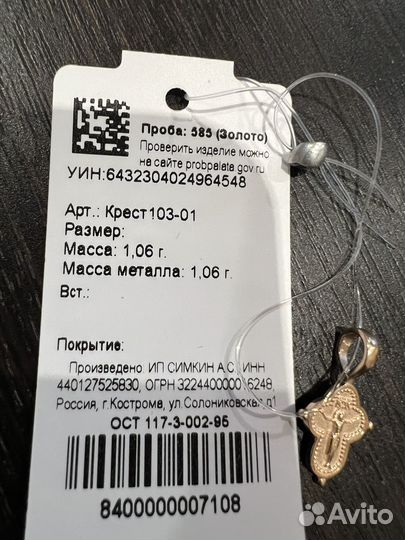 Проба: 585 (Золото)
Проверить изделие можно
на сайте probpalata.gov.ru
УИН:6432304024964548
Арт.: Крест103-01
Размер:
Масса: 1,06 г.
Масса металла: 1,06 г.
Вст.:
Покрытие:
Произведено: ИП СИМКИН А.С. ИНН
440127525830, ОГРН 6248,
Россия, г.Кострома, ул.Солониковская, д1
ОСТ 117-3-002-95
8400000007108
Avito